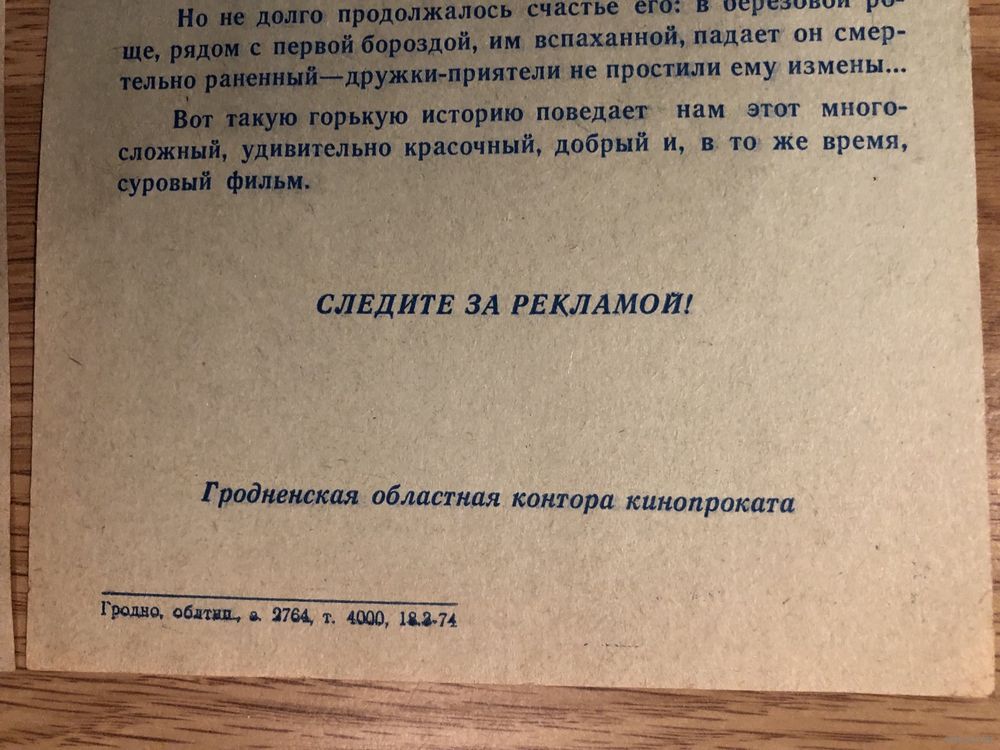 Но не долго продолжалось счастье его: в березовой ро-
ще, рядом с первой бороздой, им вспаханной, падает он смер-
тельно раненный—дружки-приятели не простили ему измены...
Вот такую горькую историю поведает нам этот много-
сложный, удивительно красочный, добрый и, в то же время,
суровый фильм.
СЛЕДИТЕ ЗА РЕКЛАМОЙ!
Гродненская областная контора кинопроката
Гродно, облтип., з. 2764, т. 4000, 18.2-74